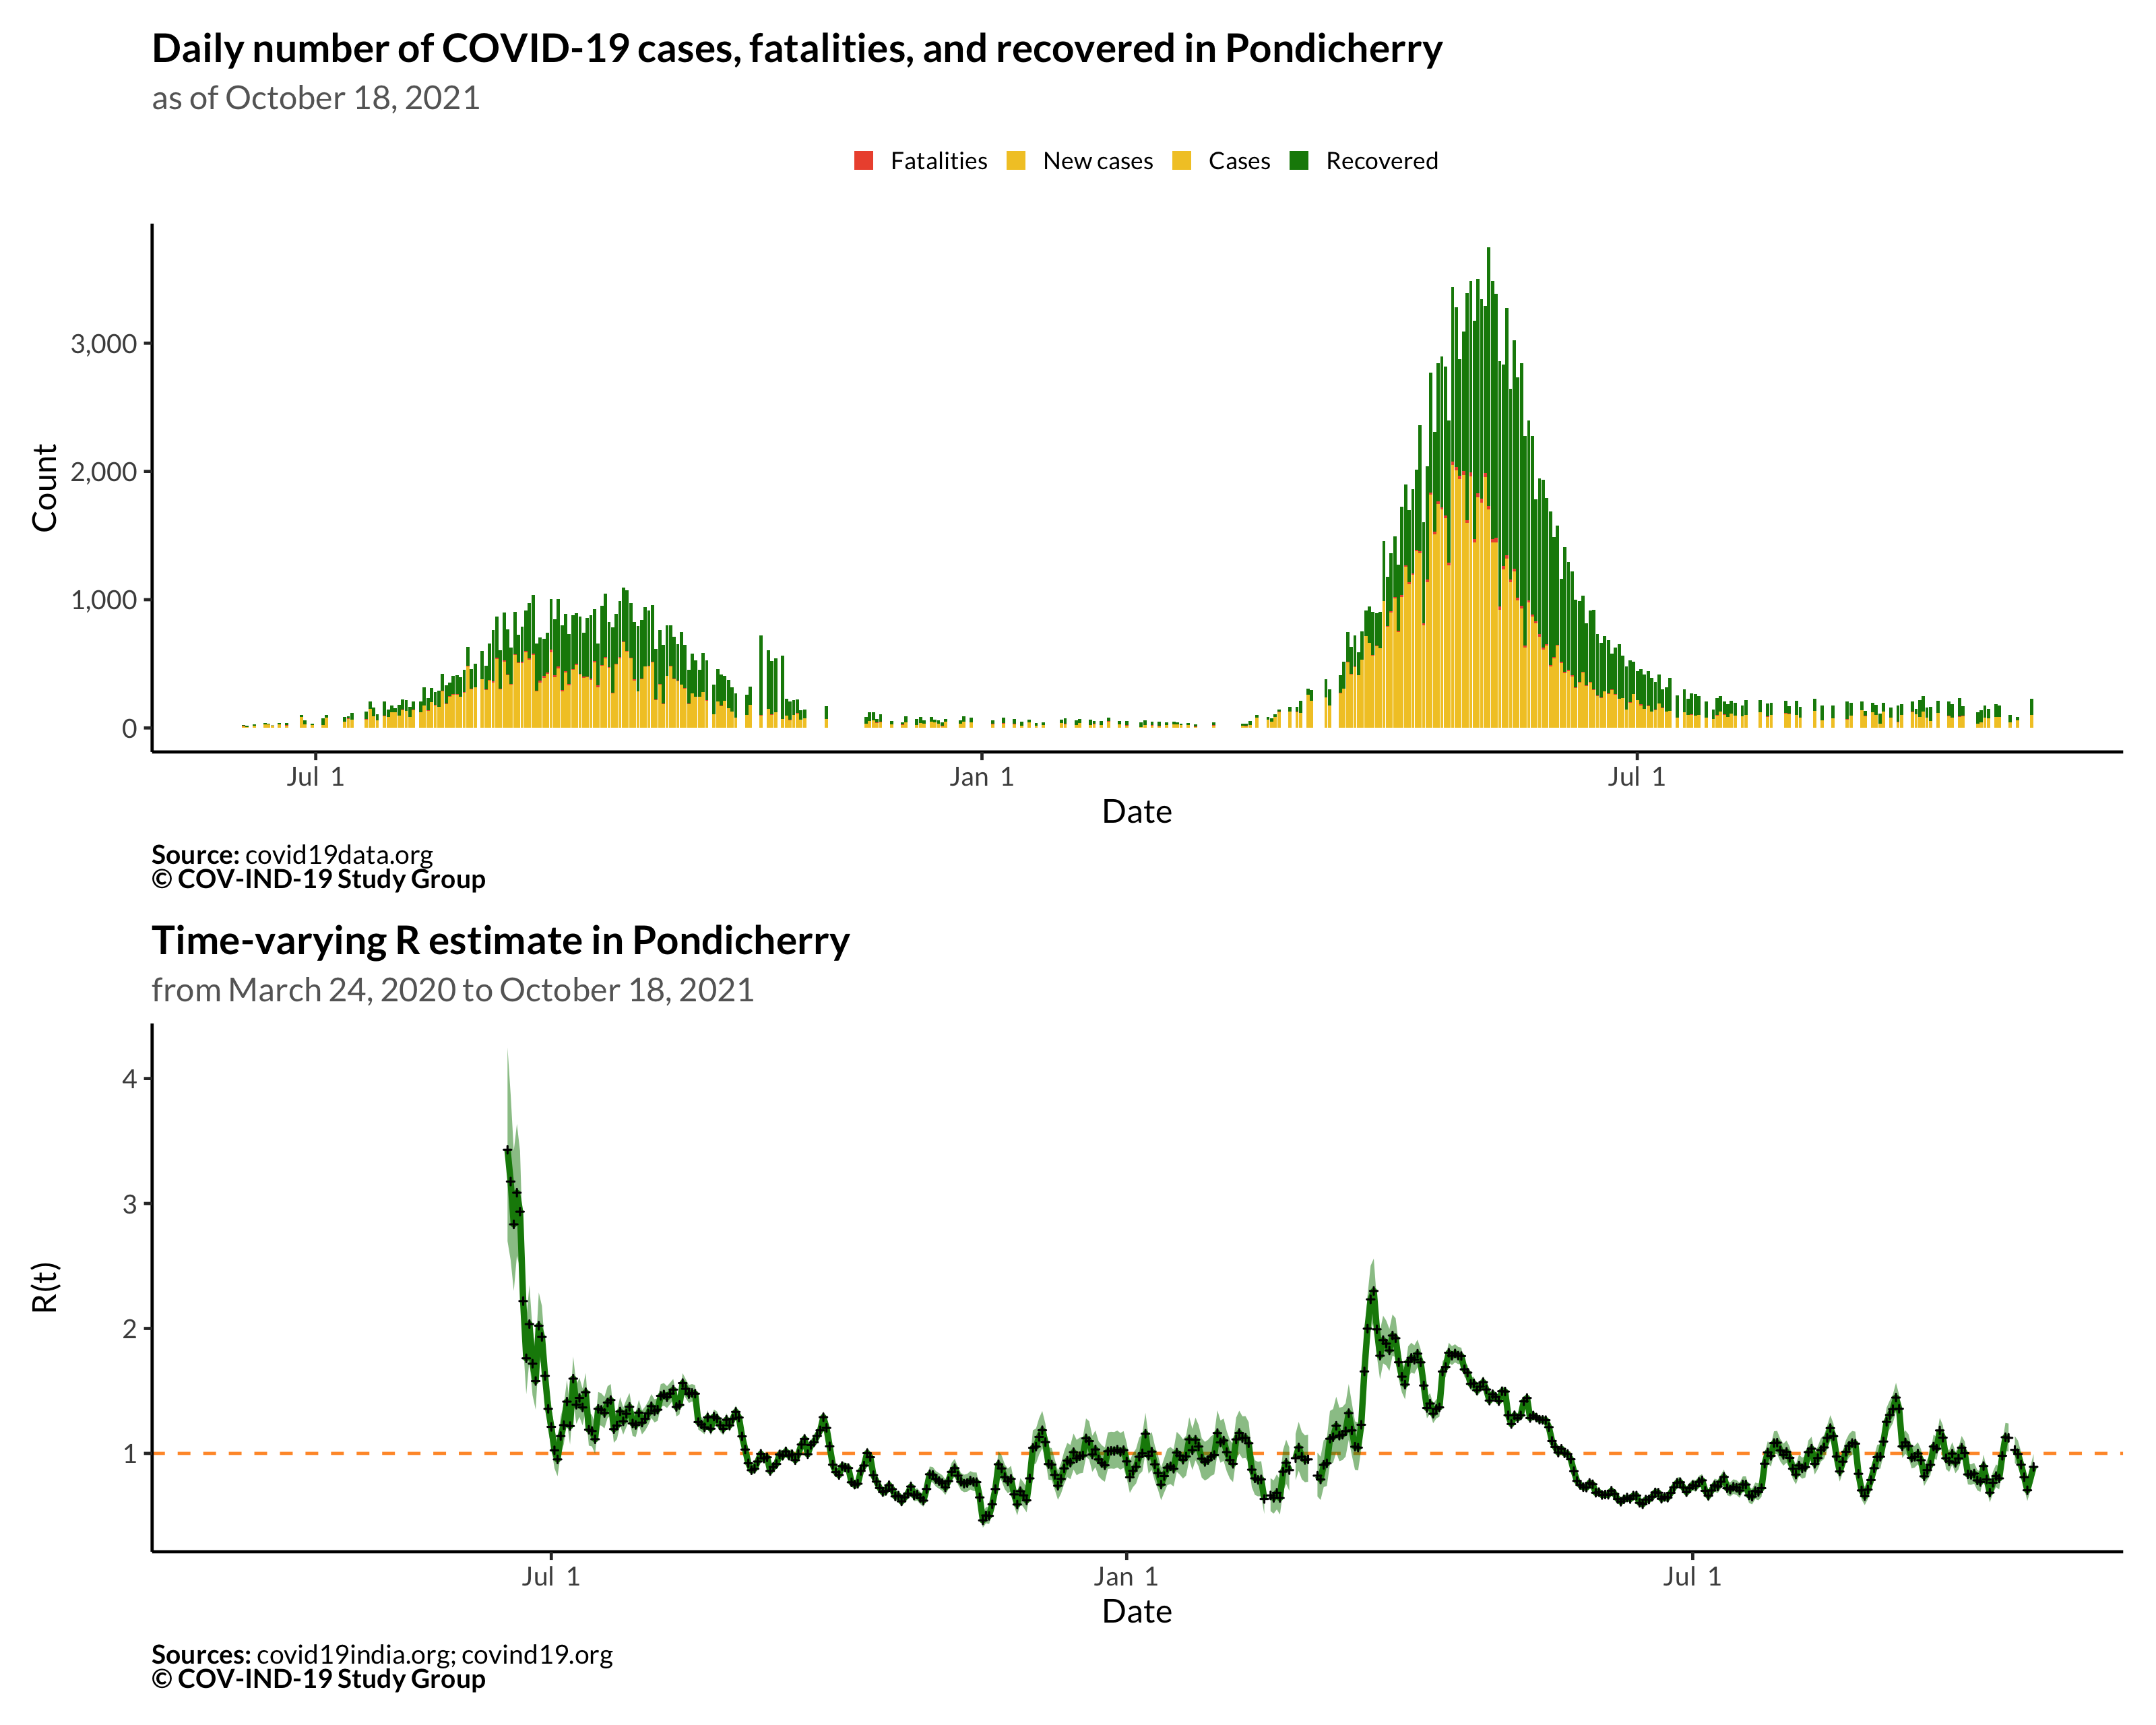 Daily number of COVID-19 cases, fatalities, and recovered in Pondicherry
as of October 18, 2021
Fatalities New cases Cases Recovered
Count
3,000
2,000
1,000
0
Jul 1 Jan 1 Jul 1
Date
Source: covid19data.org
© COV-IND-19 Study Group
Time-varying R estimate in Pondicherry
from March 24, 2020 to October 18, 2021
R(t)
4
3
2
1
Jul 1 Jan 1 Jul 1
Date
Sources: covid19india.org; covind19.org
© COV-IND-19 Study Group